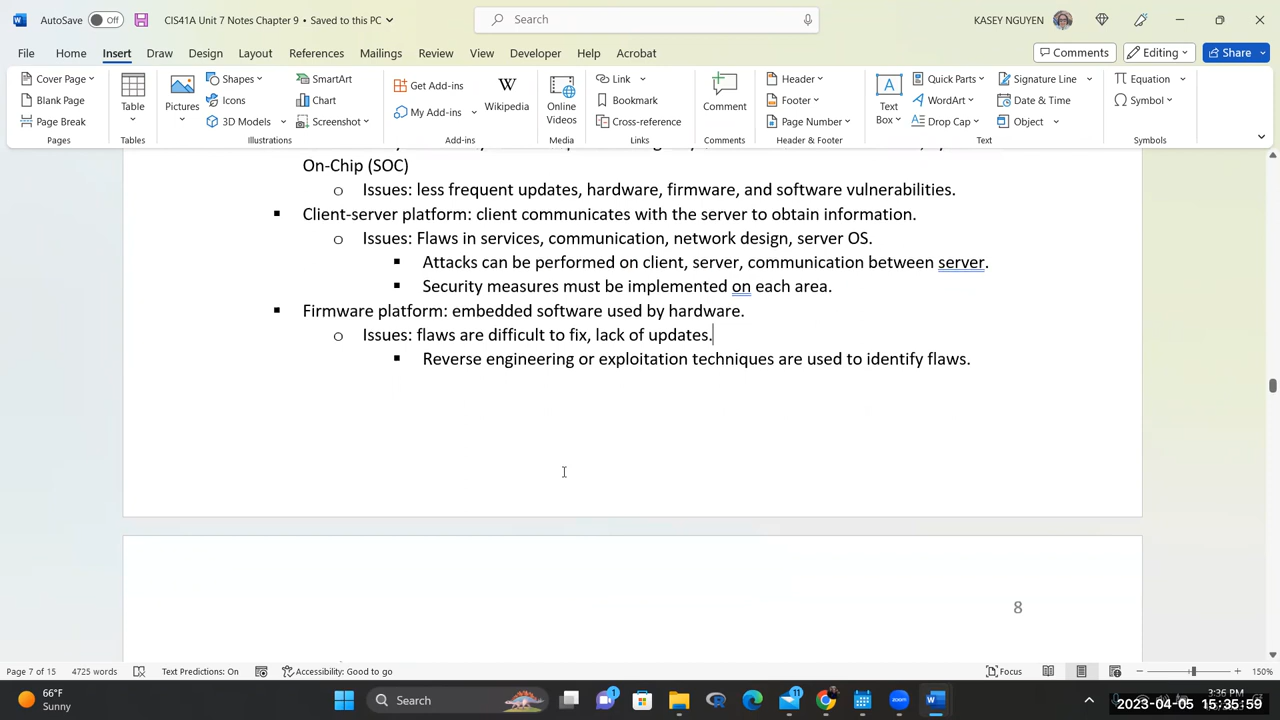 AutoSave Off CIS41A Unit 7 Notes Chapter 9 • Saved to this PC Search KASEY NGUYEN
File Home Insert Draw Design Layout References Mailings Review View Developer Help Acrobat Comments Editing Share
Cover Page Blank Page Page Break Pages
Table Tables
Pictures Shapes Icons 3D Models SmartArt Chart Screenshot Illustrations
Get Add-ins My Add-ins W Wikipedia Add-ins
Online Videos Media
Link Bookmark Cross-reference Links
Comment Comments
Header Footer Page Number Header & Footer
Text Box Quick Parts WordArt Drop Cap Signature Line Date & Time Object Text
Equation Symbol Symbols
On-Chip (SOC)
o Issues: less frequent updates, hardware, firmware, and software vulnerabilities.
▪ Client-server platform: client communicates with the server to obtain information.
o Issues: Flaws in services, communication, network design, server OS.
▪ Attacks can be performed on client, server, communication between server.
▪ Security measures must be implemented on each area.
▪ Firmware platform: embedded software used by hardware.
o Issues: flaws are difficult to fix, lack of updates.
▪ Reverse engineering or exploitation techniques are used to identify flaws.
8
Page 7 of 15 4725 words Text Predictions: On Accessibility: Good to go Focus 150%
66°F
Sunny
Search
1
11
3:36 PM
2023-04-05 15:35:59